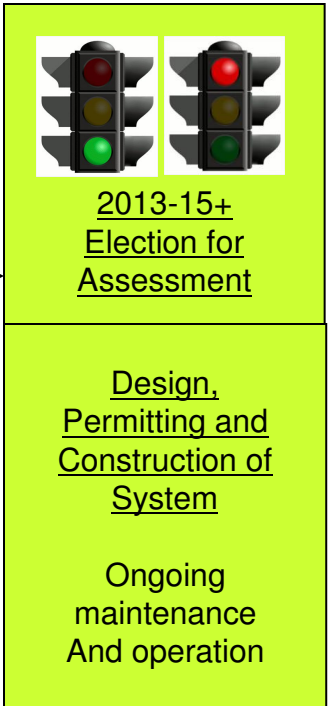 2013-15+
Election for
Assessment
Design,
Permitting and
Construction of
System
Ongoing
maintenance
And operation